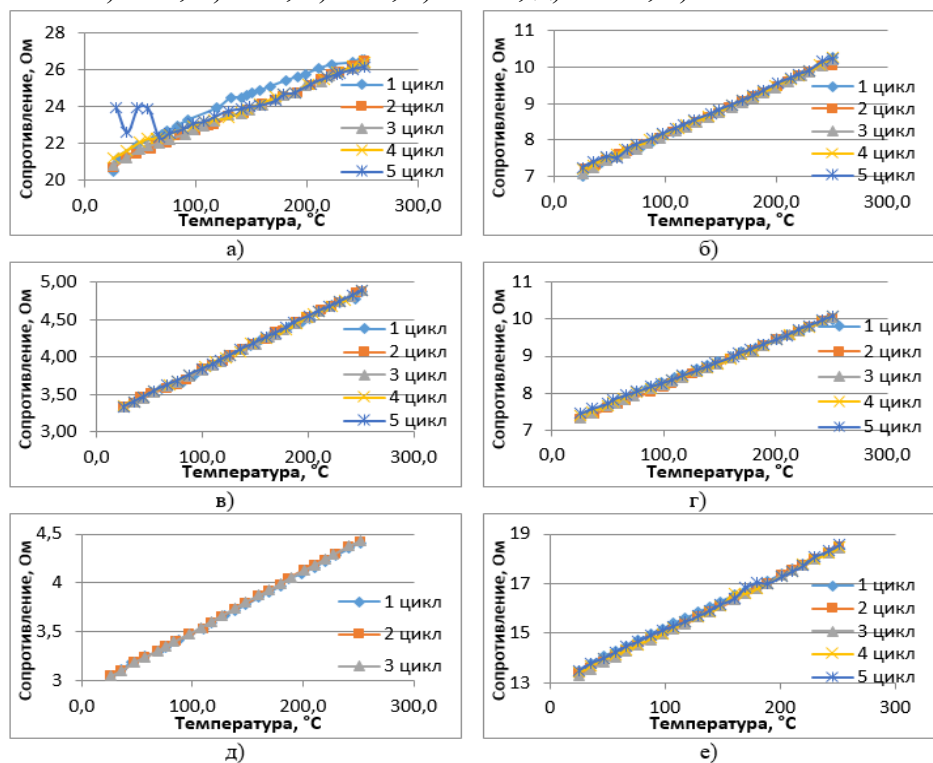 Сопротивление, Ом
28
26
24
22
20
0,0
100,0
200,0
300,0
Температура, °C
1 цикл
2 цикл
3 цикл
4 цикл
5 цикл
а)
Сопротивление, Ом
11
10
9
8
7
0,0
100,0
200,0
300,0
Температура, °C
1 цикл
2 цикл
3 цикл
4 цикл
5 цикл
б)
Сопротивление, Ом
5,00
4,50
4,00
3,50
3,00
0,0
100,0
200,0
300,0
Температура, °C
1 цикл
2 цикл
3 цикл
4 цикл
5 цикл
в)
Сопротивление, Ом
11
10
9
8
7
0,0
100,0
200,0
300,0
Температура, °C
1 цикл
2 цикл
3 цикл
4 цикл
5 цикл
г)
Сопротивление, Ом
4,5
4
3,5
3
0,0
100,0
200,0
300,0
Температура, °C
1 цикл
2 цикл
3 цикл
д)
Сопротивление, Ом
19
17
15
13
0
100
200
300
Температура, °C
1 цикл
2 цикл
3 цикл
4 цикл
5 цикл
е)